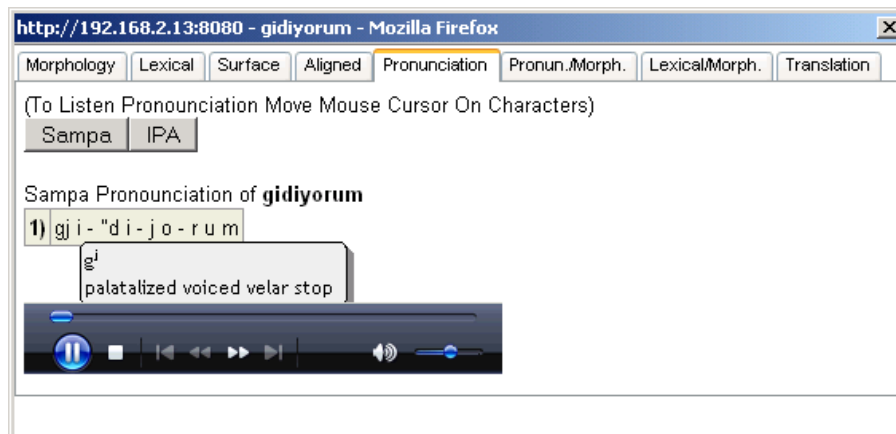 http://192.168.2.13:8080 - gidiyorum - Mozilla Firefox
Morphology Lexical Surface Aligned Pronunciation Pronun./Morph. Lexical/Morph. Translation
(To Listen Pronounciation Move Mouse Cursor On Characters)
Sampa IPA
Sampa Pronounciation of gidiyorum
1) gj i - "d i - j o - r u m
gʲ
palatalized voiced velar stop